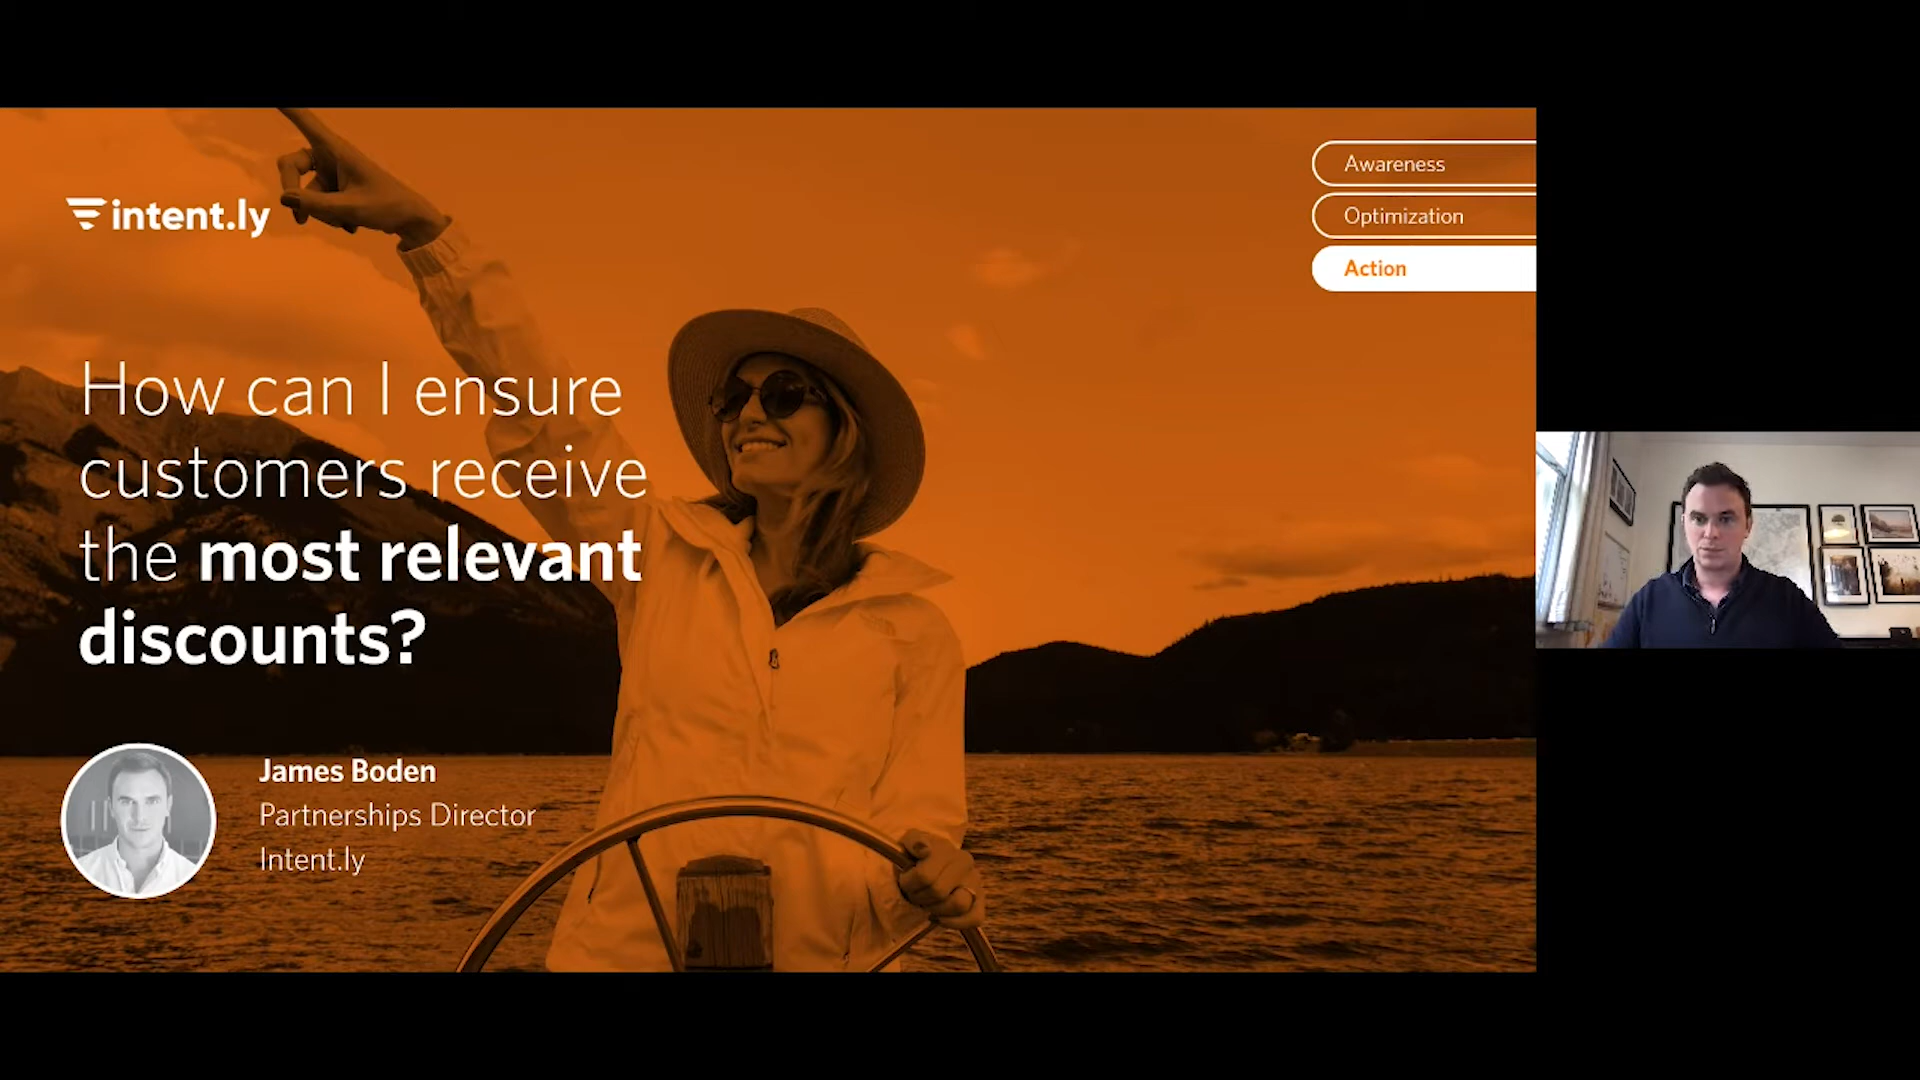 intent.ly
Awareness
Optimization
Action
How can I ensure
customers receive
the most relevant
discounts?
James Boden
Partnerships Director
Intent.ly